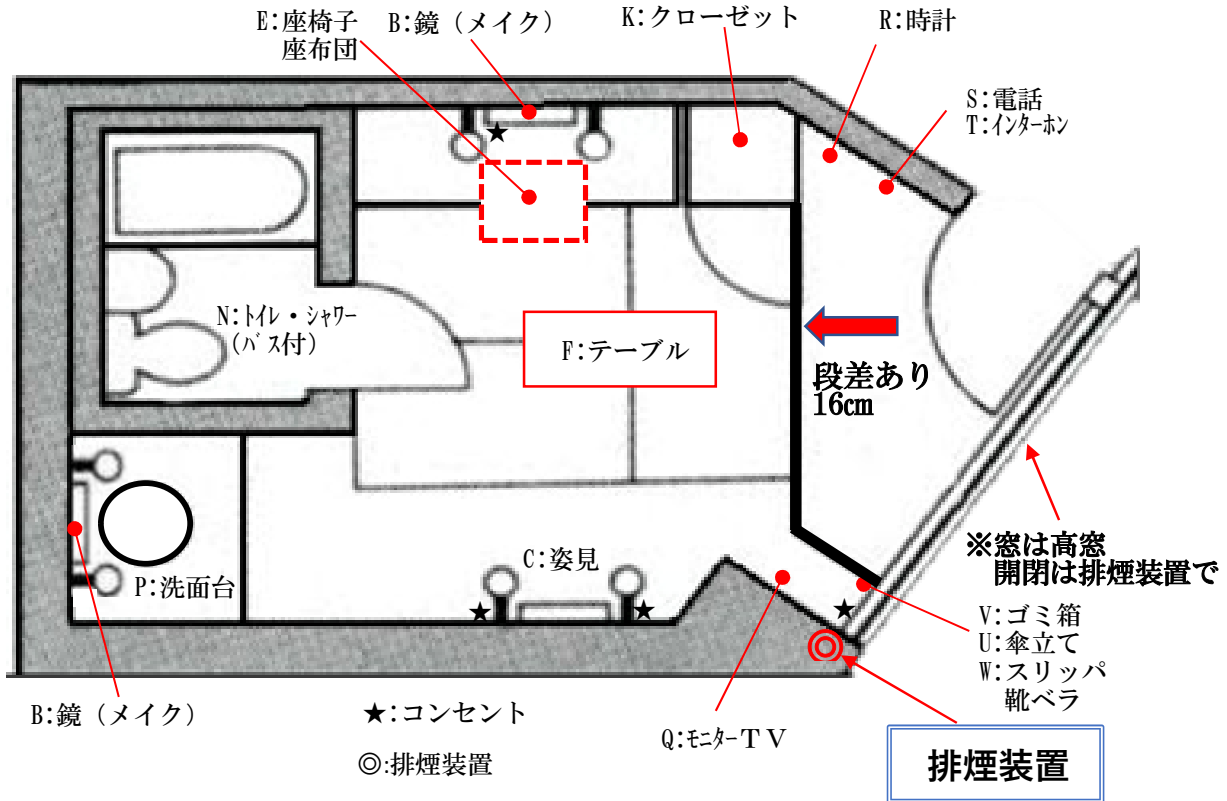 E:座椅子
座布団
B:鏡（メイク）
K:クローゼット
R:時計
S:電話
T:ｲﾝﾀｰﾎﾝ
★
N:ﾄｲﾚ・ｼｬﾜｰ
(ﾊﾞｽ付)
F:テーブル
段差あり
16㎝
※窓は高窓
開閉は排煙装置で
C:姿見
P:洗面台
★
★
★
V:ゴミ箱
U:傘立て
W:スリッパ
靴ベラ
◎
B:鏡（メイク）
★:コンセント
◎:排煙装置
Q:ﾓﾆﾀｰＴＶ
排煙装置